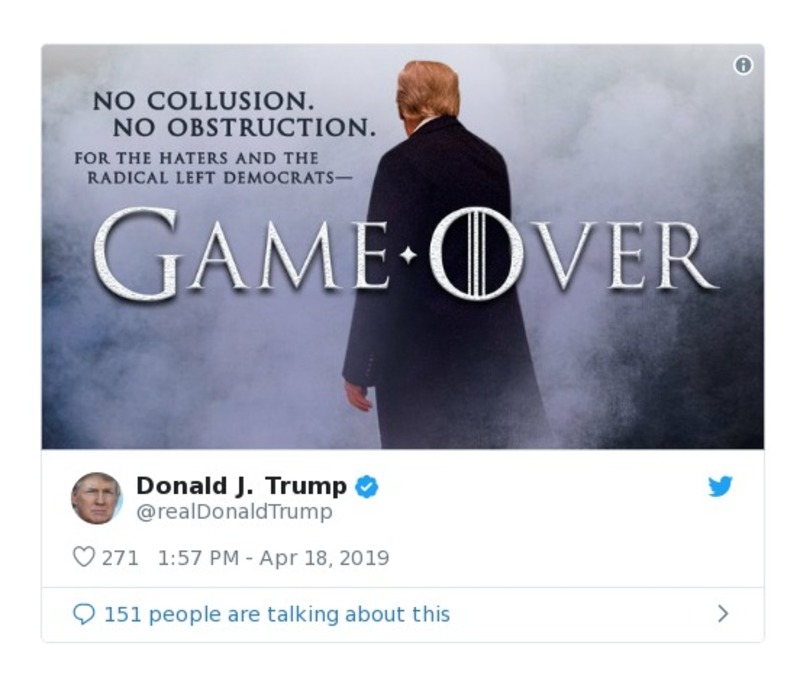 NO COLLUSION.
NO OBSTRUCTION.
FOR THE HATERS AND THE
RADICAL LEFT DEMOCRATS—
GAME OVER
Donald J. Trump
@realDonaldTrump
271 1:57 PM - Apr 18, 2019
151 people are talking about this